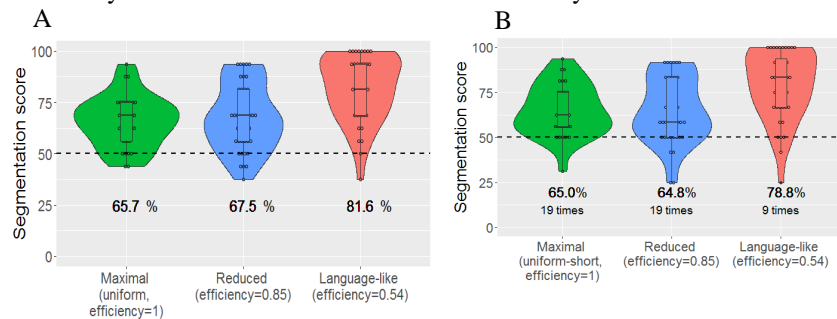 A
Segmentation score
100
75
50
25
0
65.7 %
67.5 %
81.6 %
Maximal
(uniform,
efficiency=1)
Reduced
(efficiency=0.85)
Language-like
(efficiency=0.54)
B
Segmentation score
100
75
50
25
0
65.0%
19 times
64.8%
19 times
78.8%
9 times
Maximal
(uniform-short,
efficiency=1)
Reduced
(efficiency=0.85)
Language-like
(efficiency=0.54)